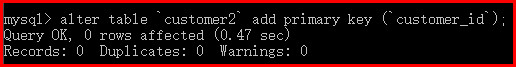 mysql> alter table `customer2` add primary key (`customer_id`);
Query OK, 0 rows affected (0.47 sec)
Records: 0  Duplicates: 0  Warnings: 0